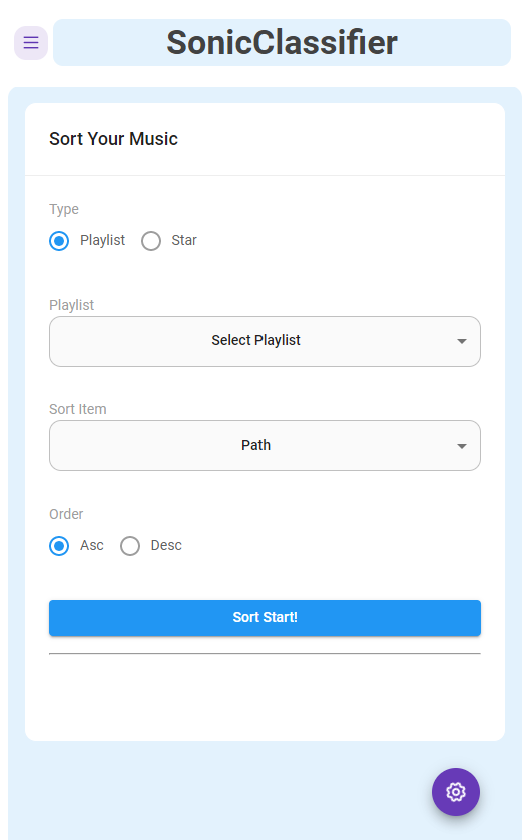 SonicClassifier
Sort Your Music
Type
Playlist Star
Playlist
Select Playlist
Sort Item
Path
Order
Asc Desc
Sort Start!